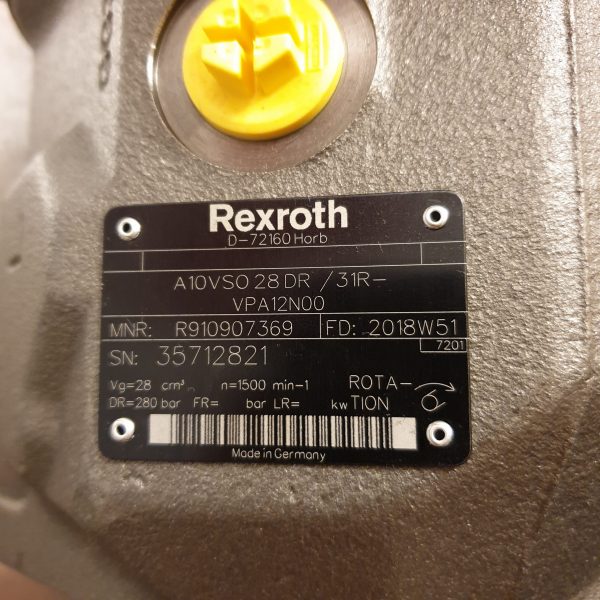 Rexroth
D-72160 Horb
A10VSO 28 DR /31R-
VPA12N00
MNR: R910907369 FD: 2018W51
SN: 35712821 7201
Vg=28 cm³ n=1500 min-1 ROTA-
DR=280 bar FR= bar LR= kW TION
Made in Germany